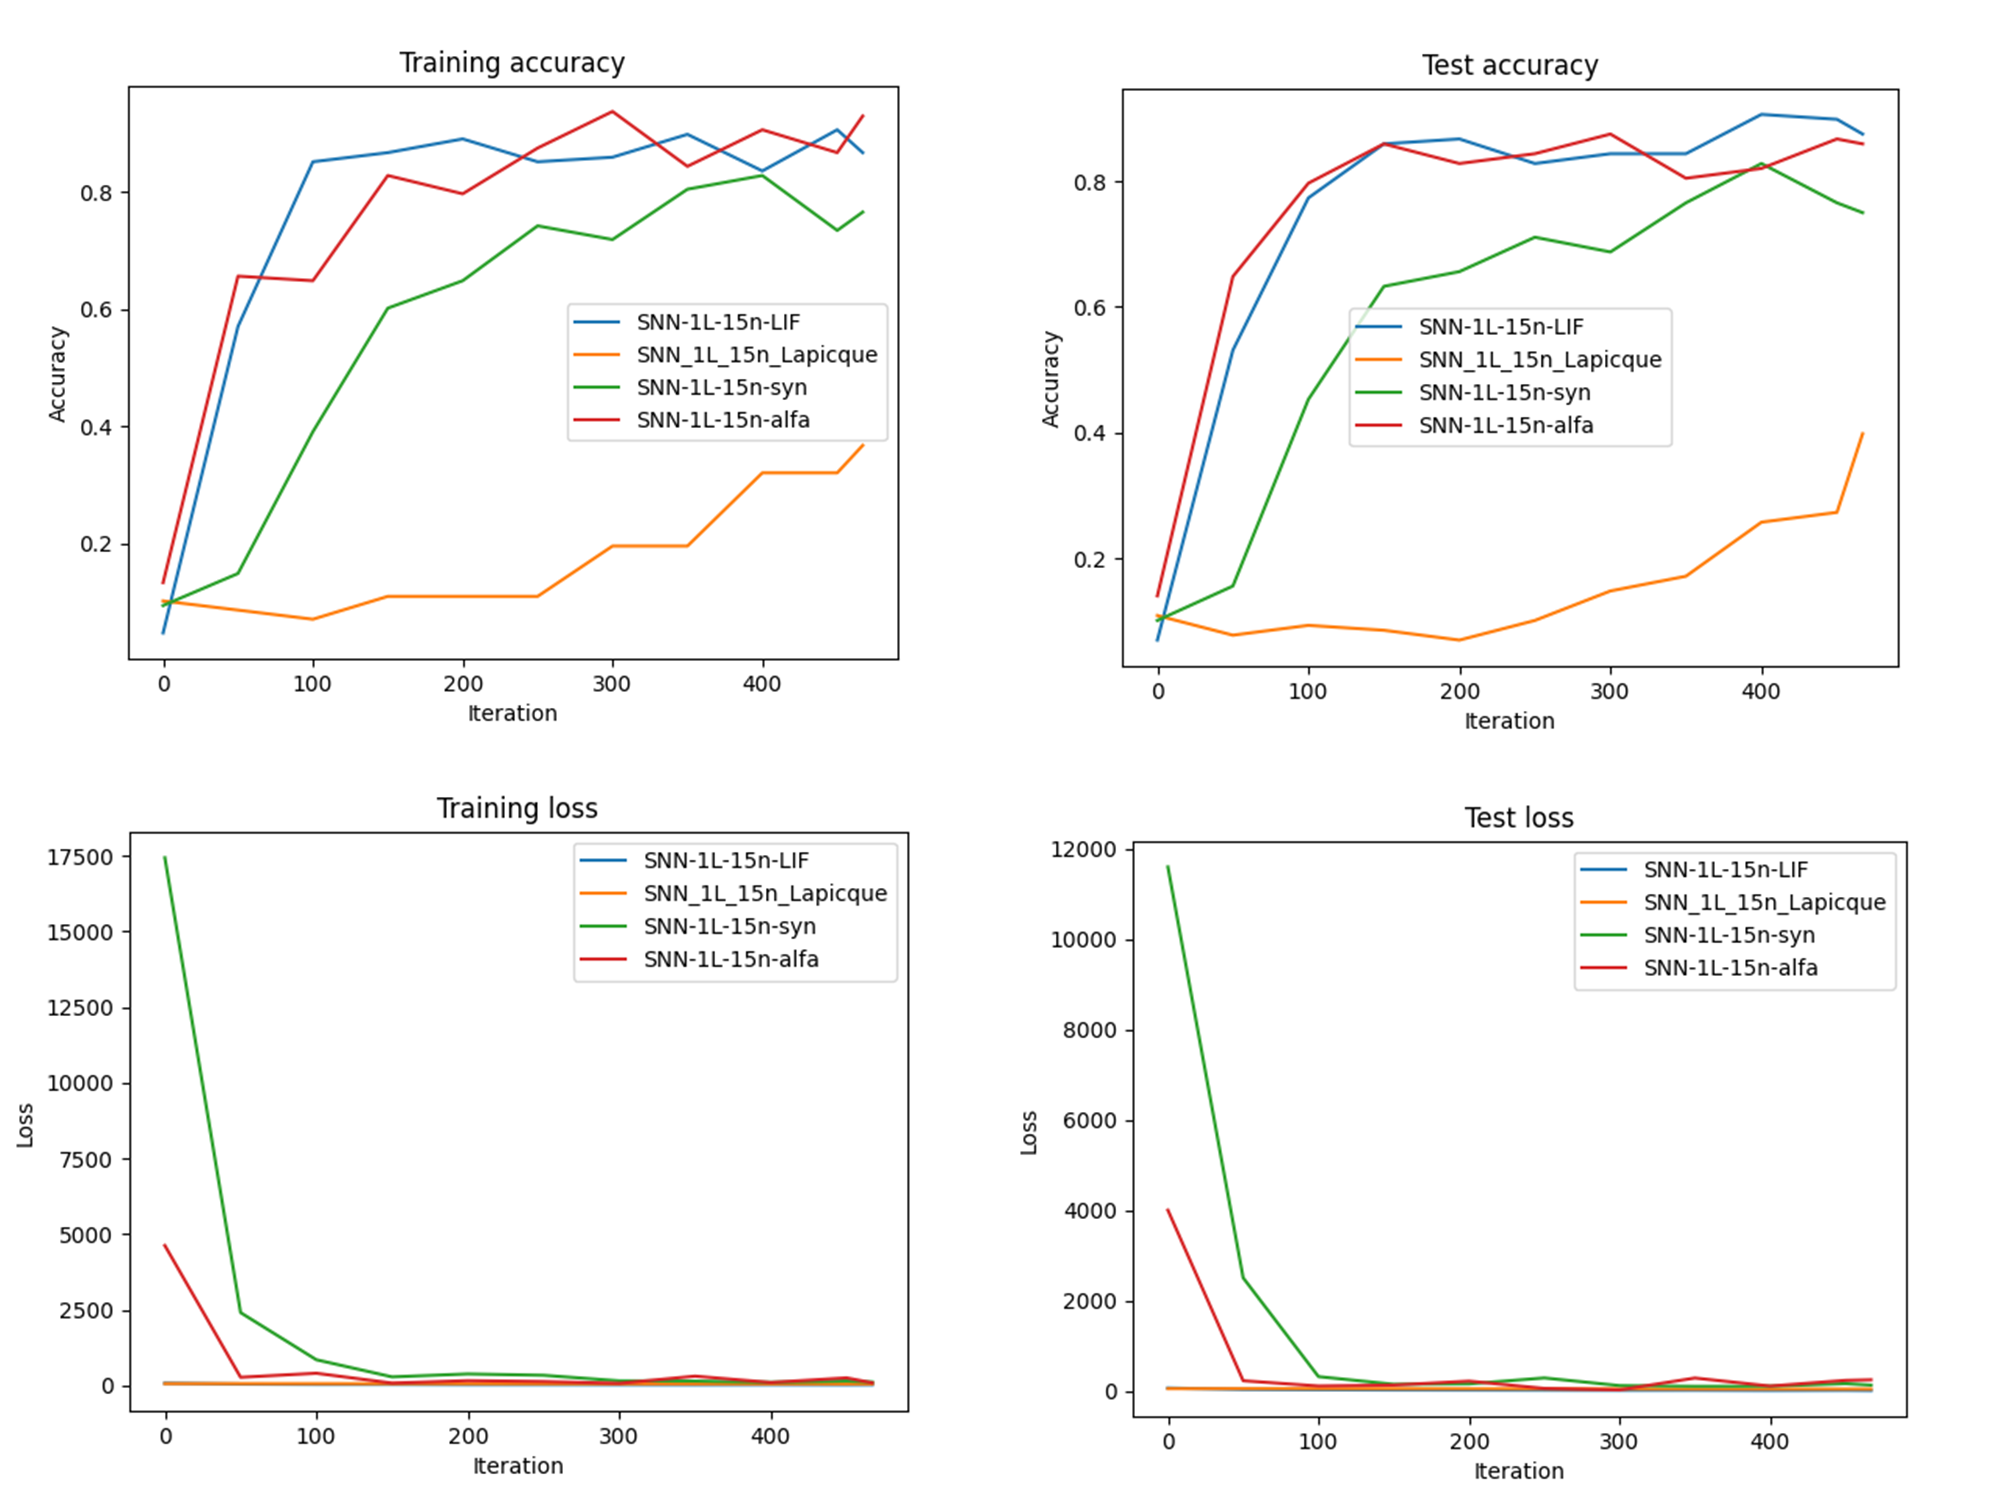 Training accuracy
Accuracy
0.8
0.6
0.4
0.2
SNN-1L-15n-LIF
SNN_1L_15n_Lapicque
SNN-1L-15n-syn
SNN-1L-15n-alfa
0 100 200 300 400
Iteration
Test accuracy
Accuracy
0.8
0.6
0.4
0.2
SNN-1L-15n-LIF
SNN_1L_15n_Lapicque
SNN-1L-15n-syn
SNN-1L-15n-alfa
0 100 200 300 400
Iteration
Training loss
Loss
17500
15000
12500
10000
7500
5000
2500
0
SNN-1L-15n-LIF
SNN_1L_15n_Lapicque
SNN-1L-15n-syn
SNN-1L-15n-alfa
0 100 200 300 400
Iteration
Test loss
Loss
12000
10000
8000
6000
4000
2000
0
SNN-1L-15n-LIF
SNN_1L_15n_Lapicque
SNN-1L-15n-syn
SNN-1L-15n-alfa
0 100 200 300 400
Iteration